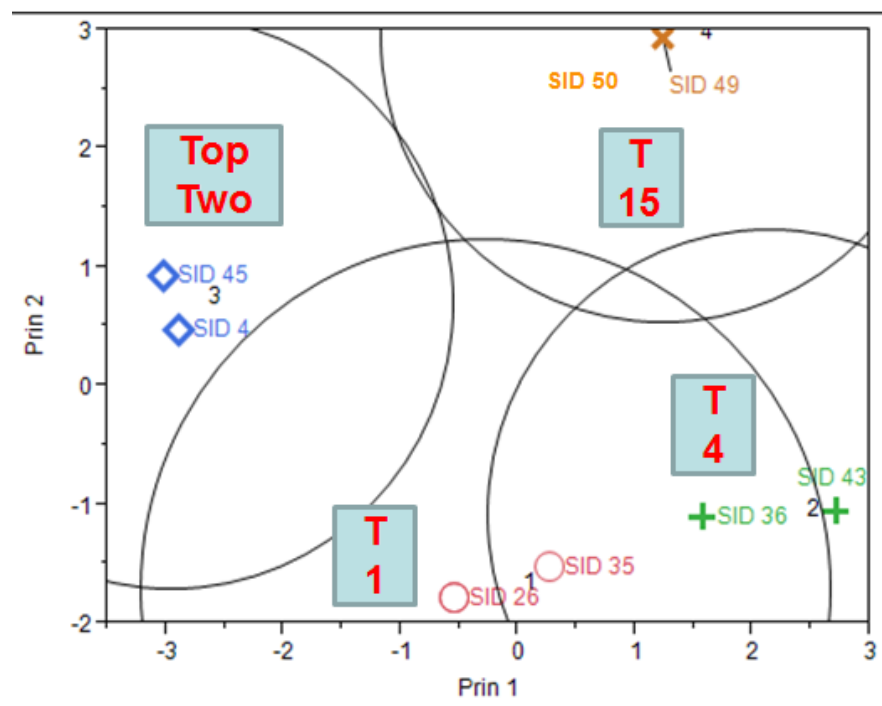 3
4
SID 50
SID 49
2
Top
Two
T
15
1
SID 45
3
SID 4
Prin 2
0
T
4
SID 43
-1
2
SID 36
T
1
SID 35
1
SID 26
-2
-3
-2
-1
0
1
2
3
Prin 1